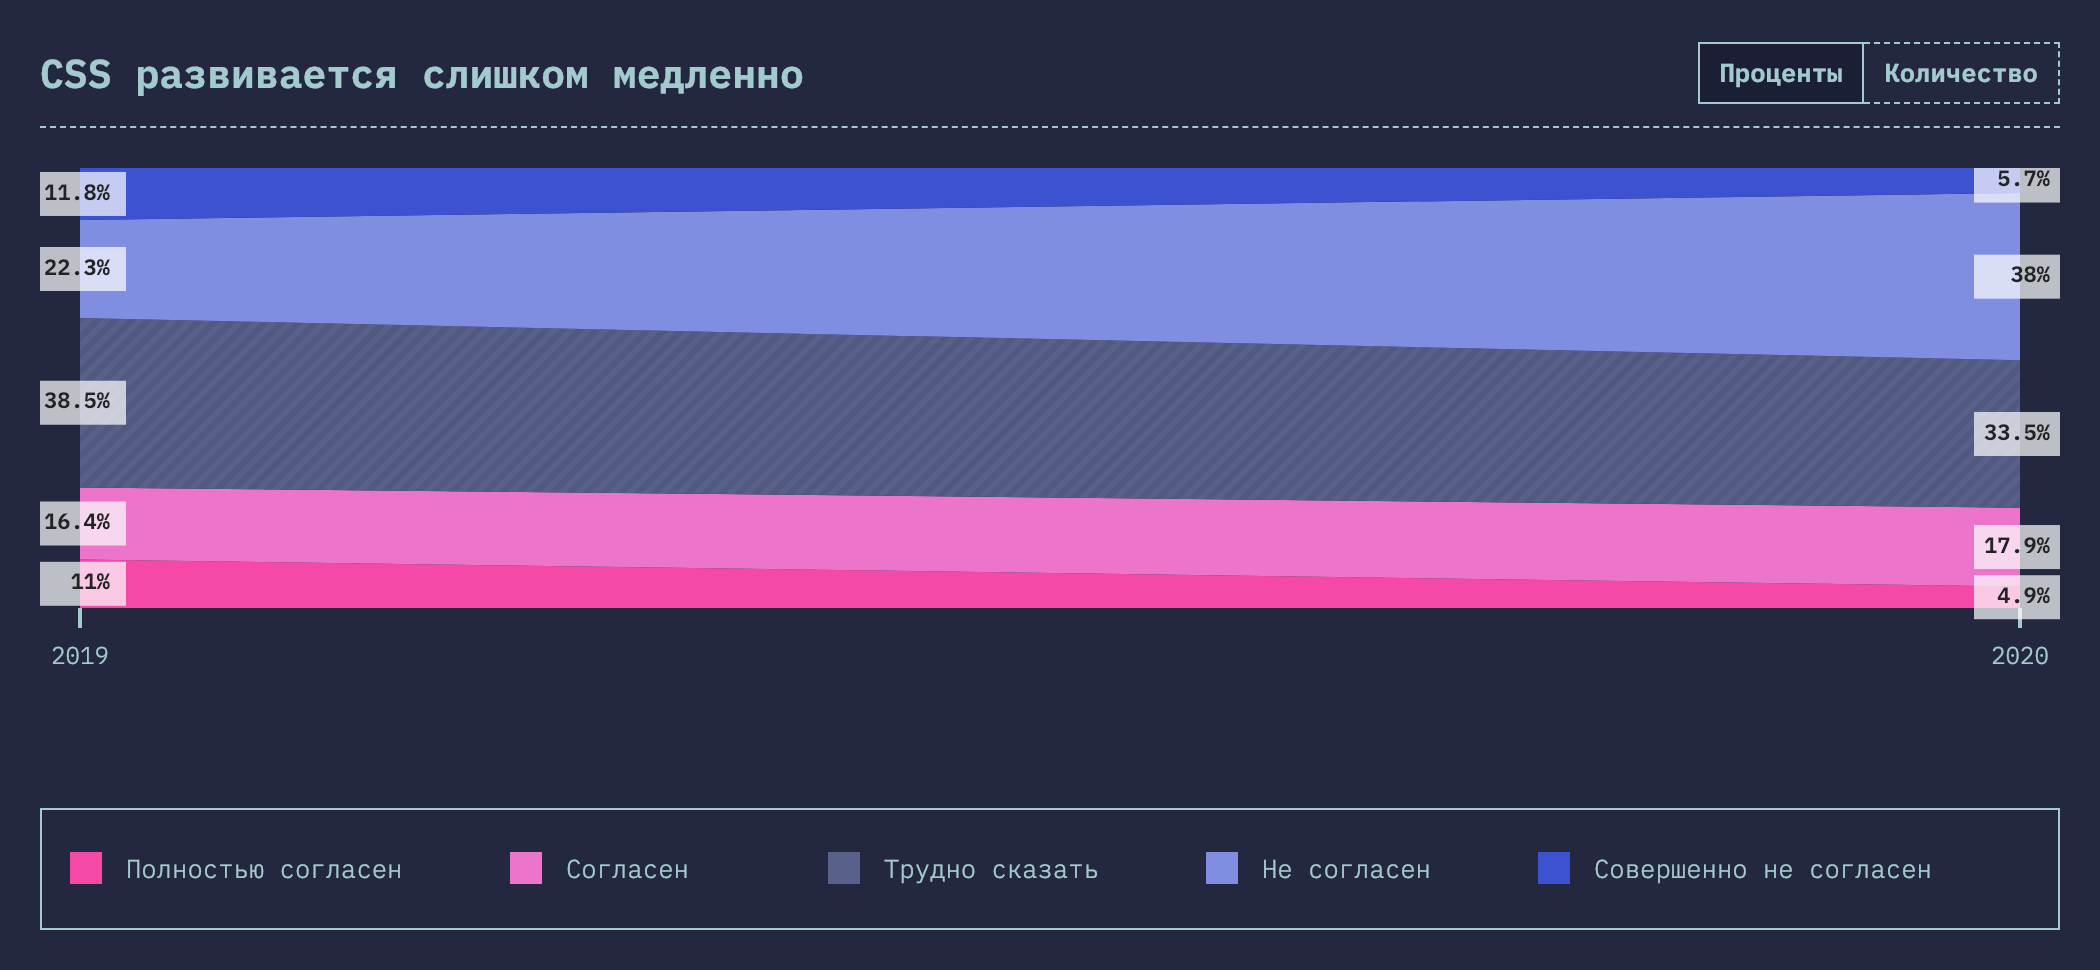 CSS развивается слишком медленно
Проценты Количество
11.8% 5.7%
22.3% 38%
38.5% 33.5%
16.4% 17.9%
11% 4.9%
2019 2020
Полностью согласен Согласен Трудно сказать Не согласен Совершенно не согласен